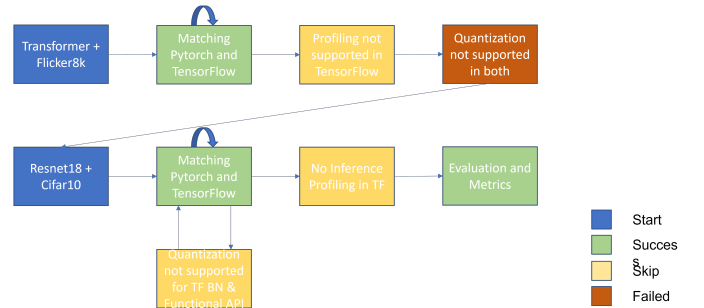 Transformer +
Flicker8k
Matching
Pytorch and
TensorFlow
Profiling not
supported in
TensorFlow
Quantization
not supported
in both
Resnet18 +
Cifar10
Matching
Pytorch and
TensorFlow
No Inference
Profiling in TF
Evaluation and
Metrics
Quantization
not supported
for TF BN &
Functional API
Start
Succes
s
Skip
Failed